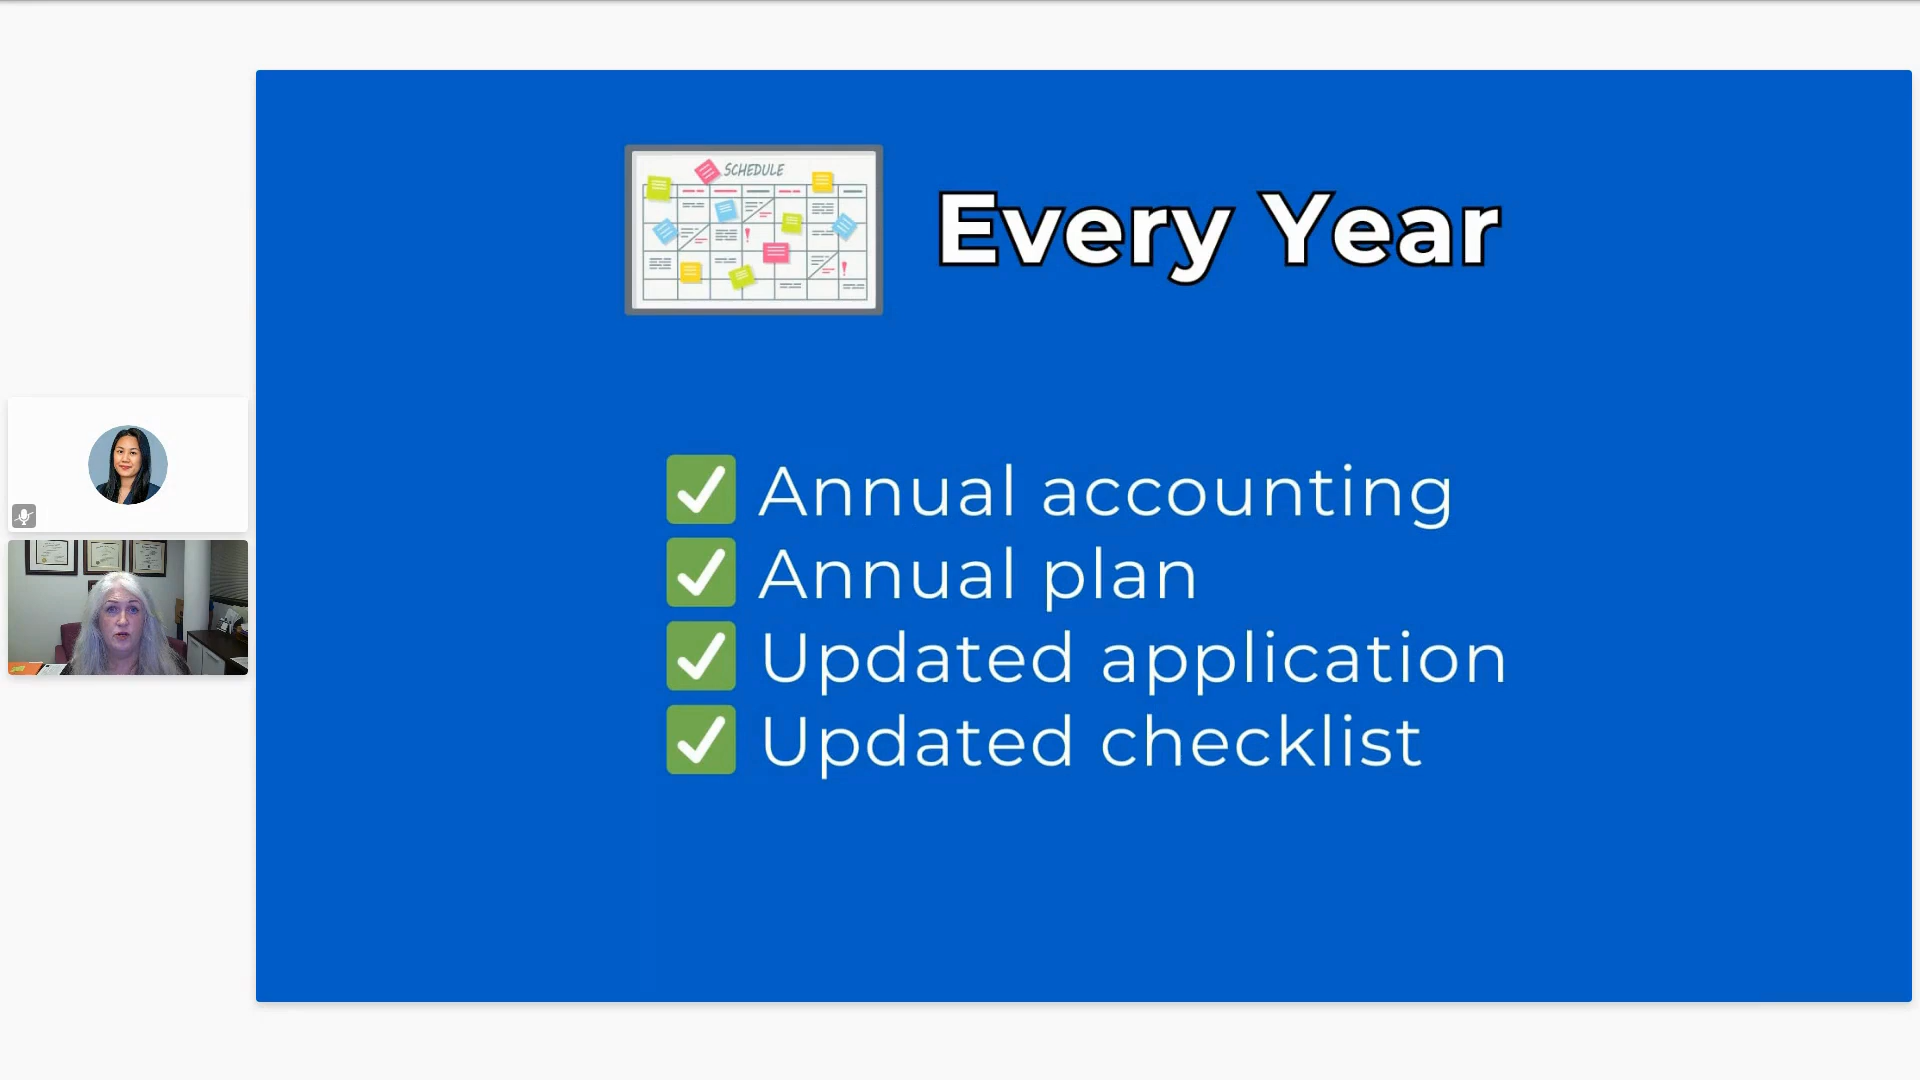 SCHEDULE
Every Year
Annual accounting
Annual plan
Updated application
Updated checklist